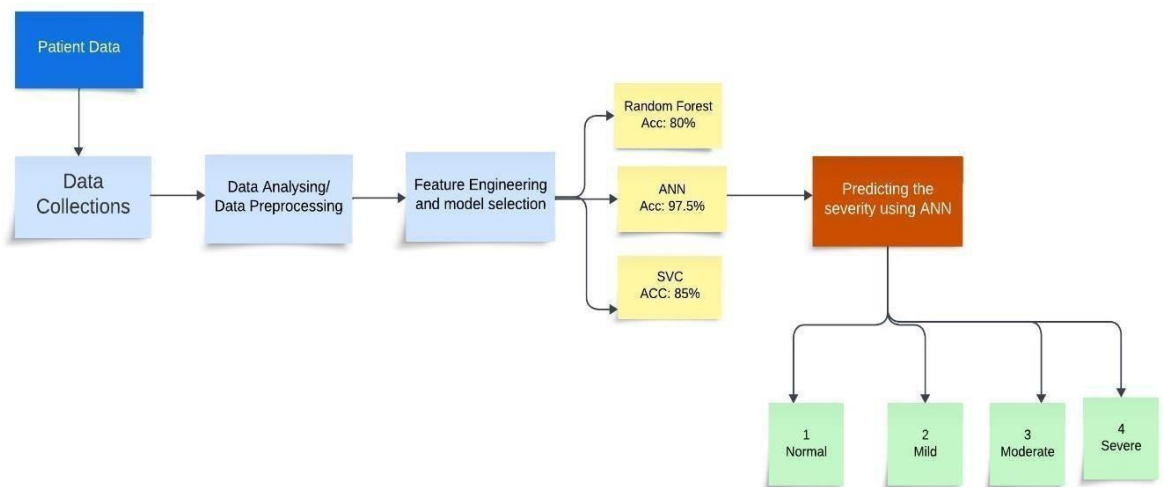 Patient Data
Data
Collections
Data Analysing/
Data Preprocessing
Feature Engineering
and model selection
Random Forest
Acc: 80%
ANN
Acc: 97.5%
SVC
ACC: 85%
Predicting the
severity using ANN
1
Normal
2
Mild
3
Moderate
4
Severe